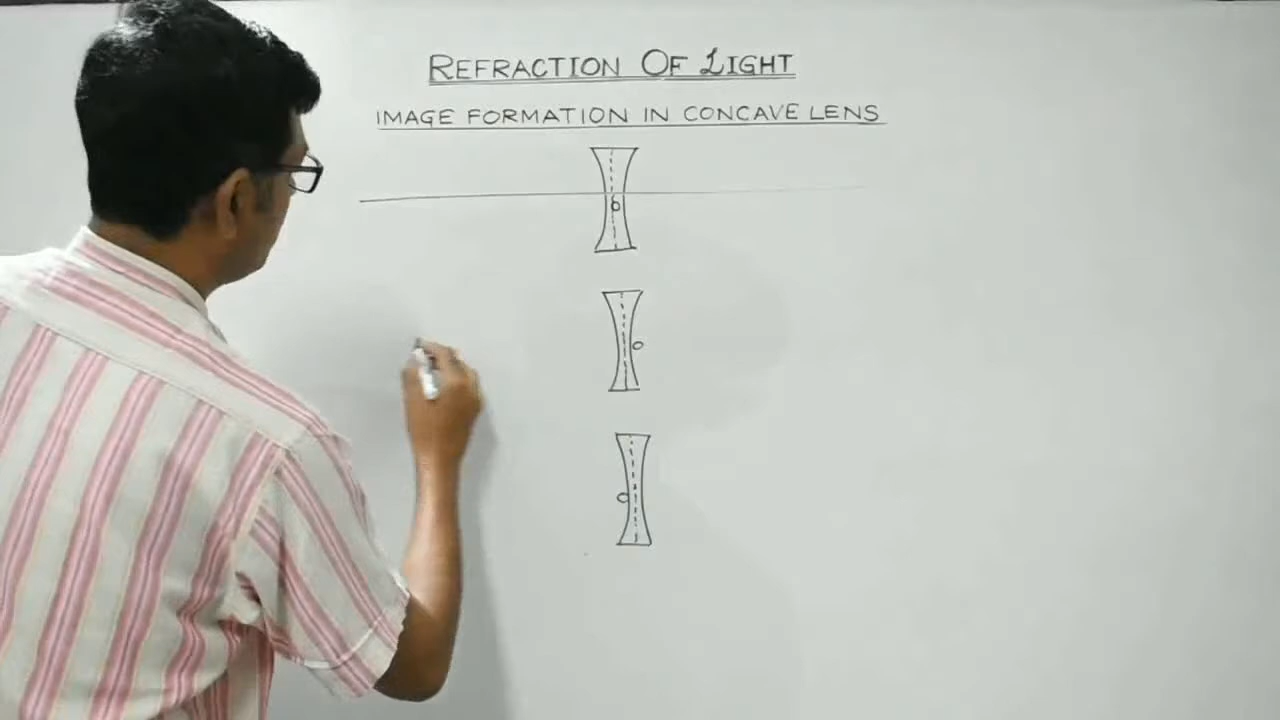 REFRACTION OF LIGHT
IMAGE FORMATION IN CONCAVE LENS
O
O
O